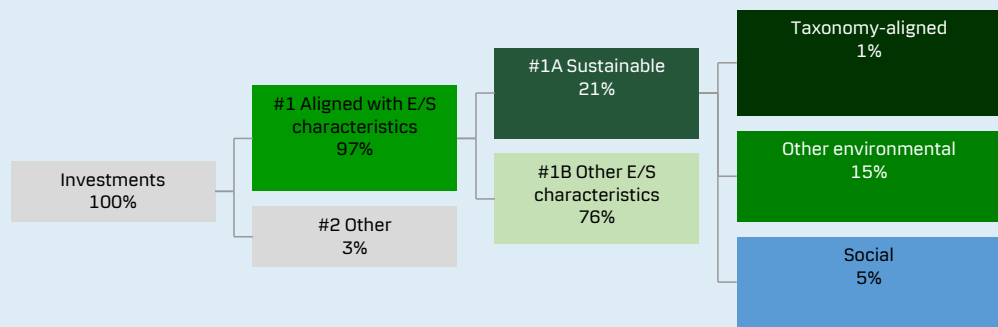 Investments
100%
#1 Aligned with E/S
characteristics
97%
#2 Other
3%
#1A Sustainable
21%
#1B Other E/S
characteristics
76%
Taxonomy-aligned
1%
Other environmental
15%
Social
5%